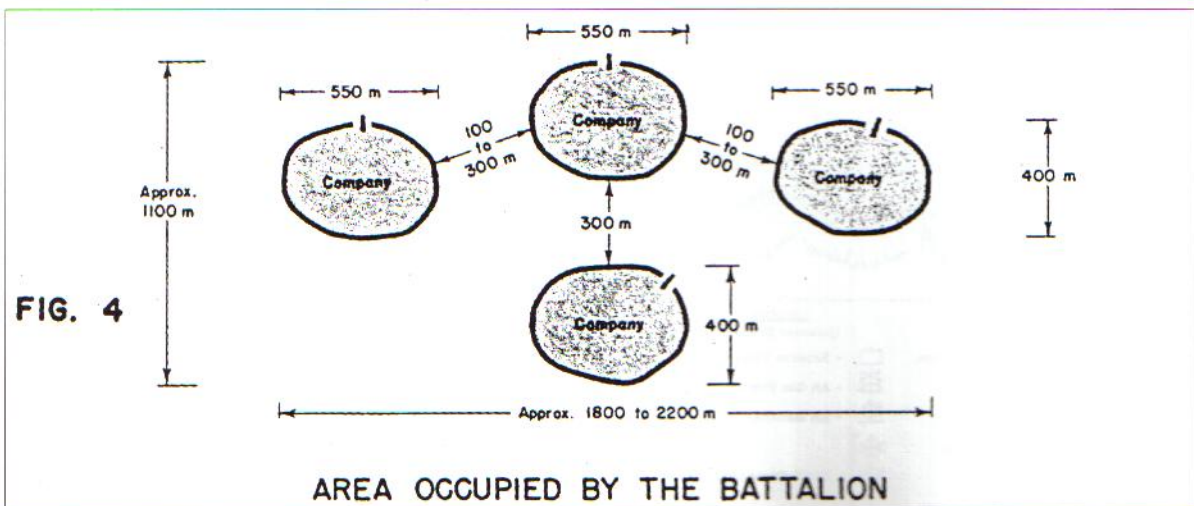 550 m
550 m
550 m
Company
100
to
300 m
100
to
300 m
Company
Company
400 m
Approx.
1100 m
300 m
FIG. 4
Company
400 m
Approx. 1800 to 2200 m
AREA OCCUPIED BY THE BATTALION